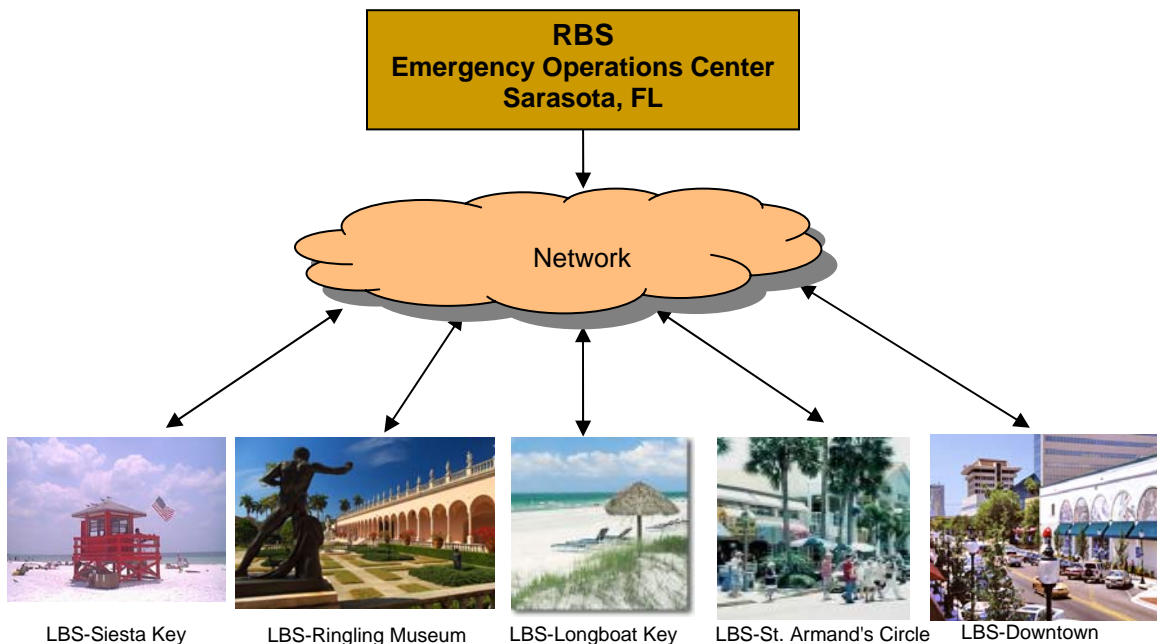 RBS
Emergency Operations Center
Sarasota, FL
Network
LBS-Siesta Key
LBS-Ringling Museum
LBS-Longboat Key
LBS-St. Armand's Circle
LBS-Downtown